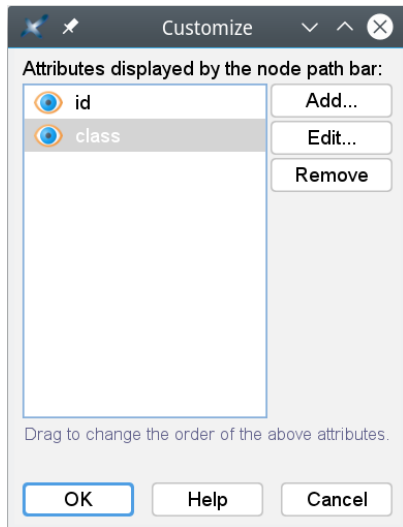 Customize
Attributes displayed by the node path bar:
id
Add...
class
Edit...
Remove
Drag to change the order of the above attributes.
OK
Help
Cancel